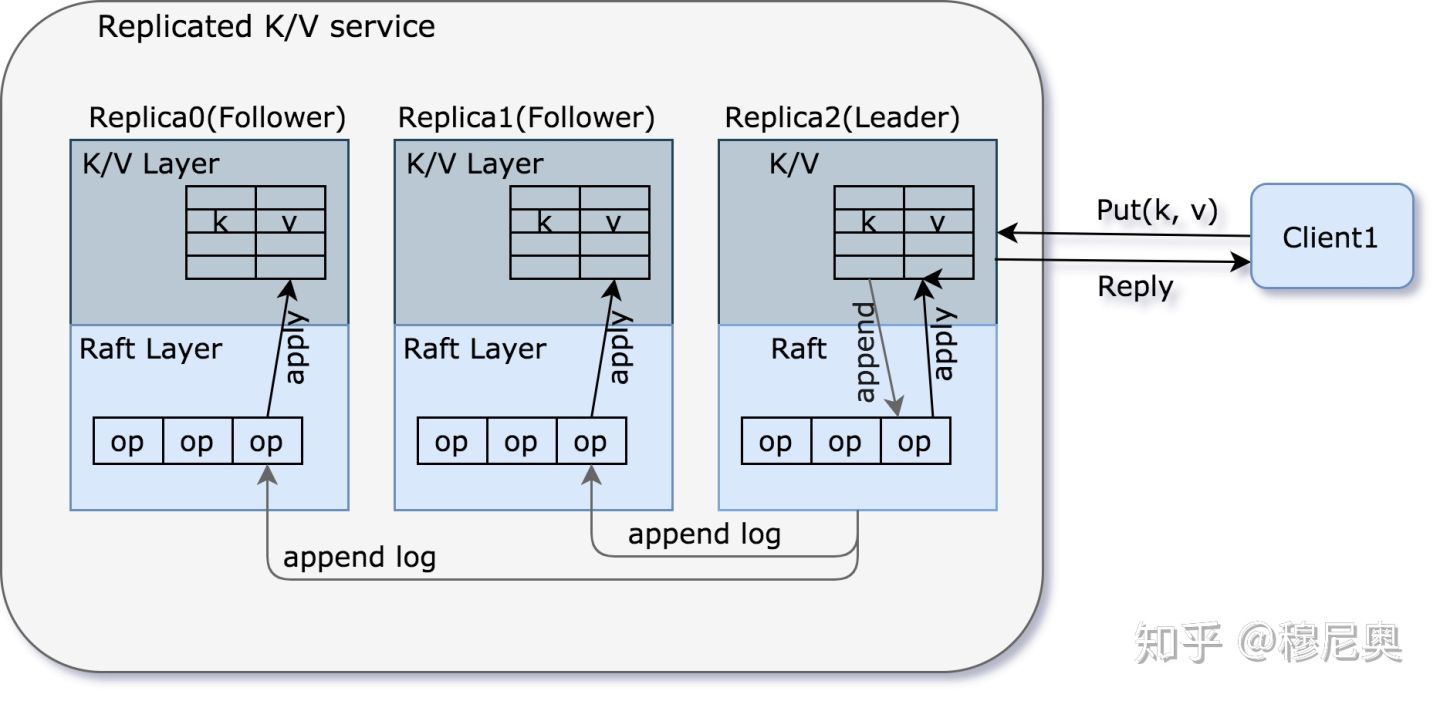 Replicated K/V service
Replica0(Follower)
Replica1(Follower)
Replica2(Leader)
K/V Layer
K/V Layer
K/V
k v
k v
k v
Put(k, v)
Client1
Reply
apply
apply
append
apply
Raft Layer
Raft Layer
Raft
op op op
op op op
op op op
append log
append log
知乎 @穆尼奥